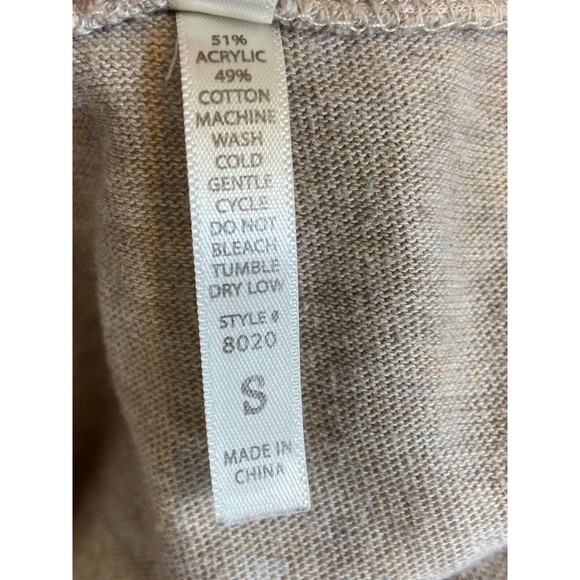 51%
ACRYLIC
49%
COTTON
MACHINE
WASH
COLD
GENTLE
CYCLE
DO NOT
BLEACH
TUMBLE
DRY LOW
STYLE #
8020
S
MADE IN
CHINA